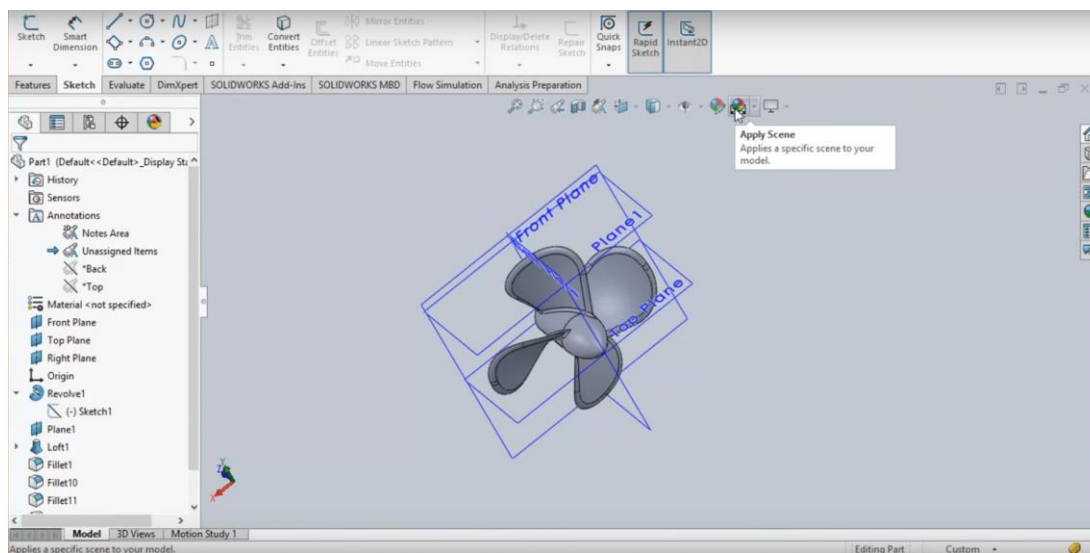 Sketch
Smart
Dimension
Trim
Entities
Convert
Entities
Offset
Entities
Mirror Entities
Linear Sketch Pattern
Move Entities
Display/Delete
Relations
Repair
Sketch
Quick
Snaps
Rapid
Sketch
Instant2D
Features Sketch Evaluate DimXpert SOLIDWORKS Add-Ins SOLIDWORKS MBD Flow Simulation Analysis Preparation
Apply Scene
Applies a specific scene to your
model.
Part1 (Default<<Default>_Display Sta
History
Sensors
Annotations
Notes Area
Unassigned Items
*Back
*Top
Material <not specified>
Front Plane
Top Plane
Right Plane
Origin
Revolve1
(-) Sketch1
Plane1
Loft1
Fillet1
Fillet10
Fillet11
Front Plane
Plane1
Top Plane
Y
Z
X
Model 3D Views Motion Study 1
Applies a specific scene to your model.
Editing Part Custom